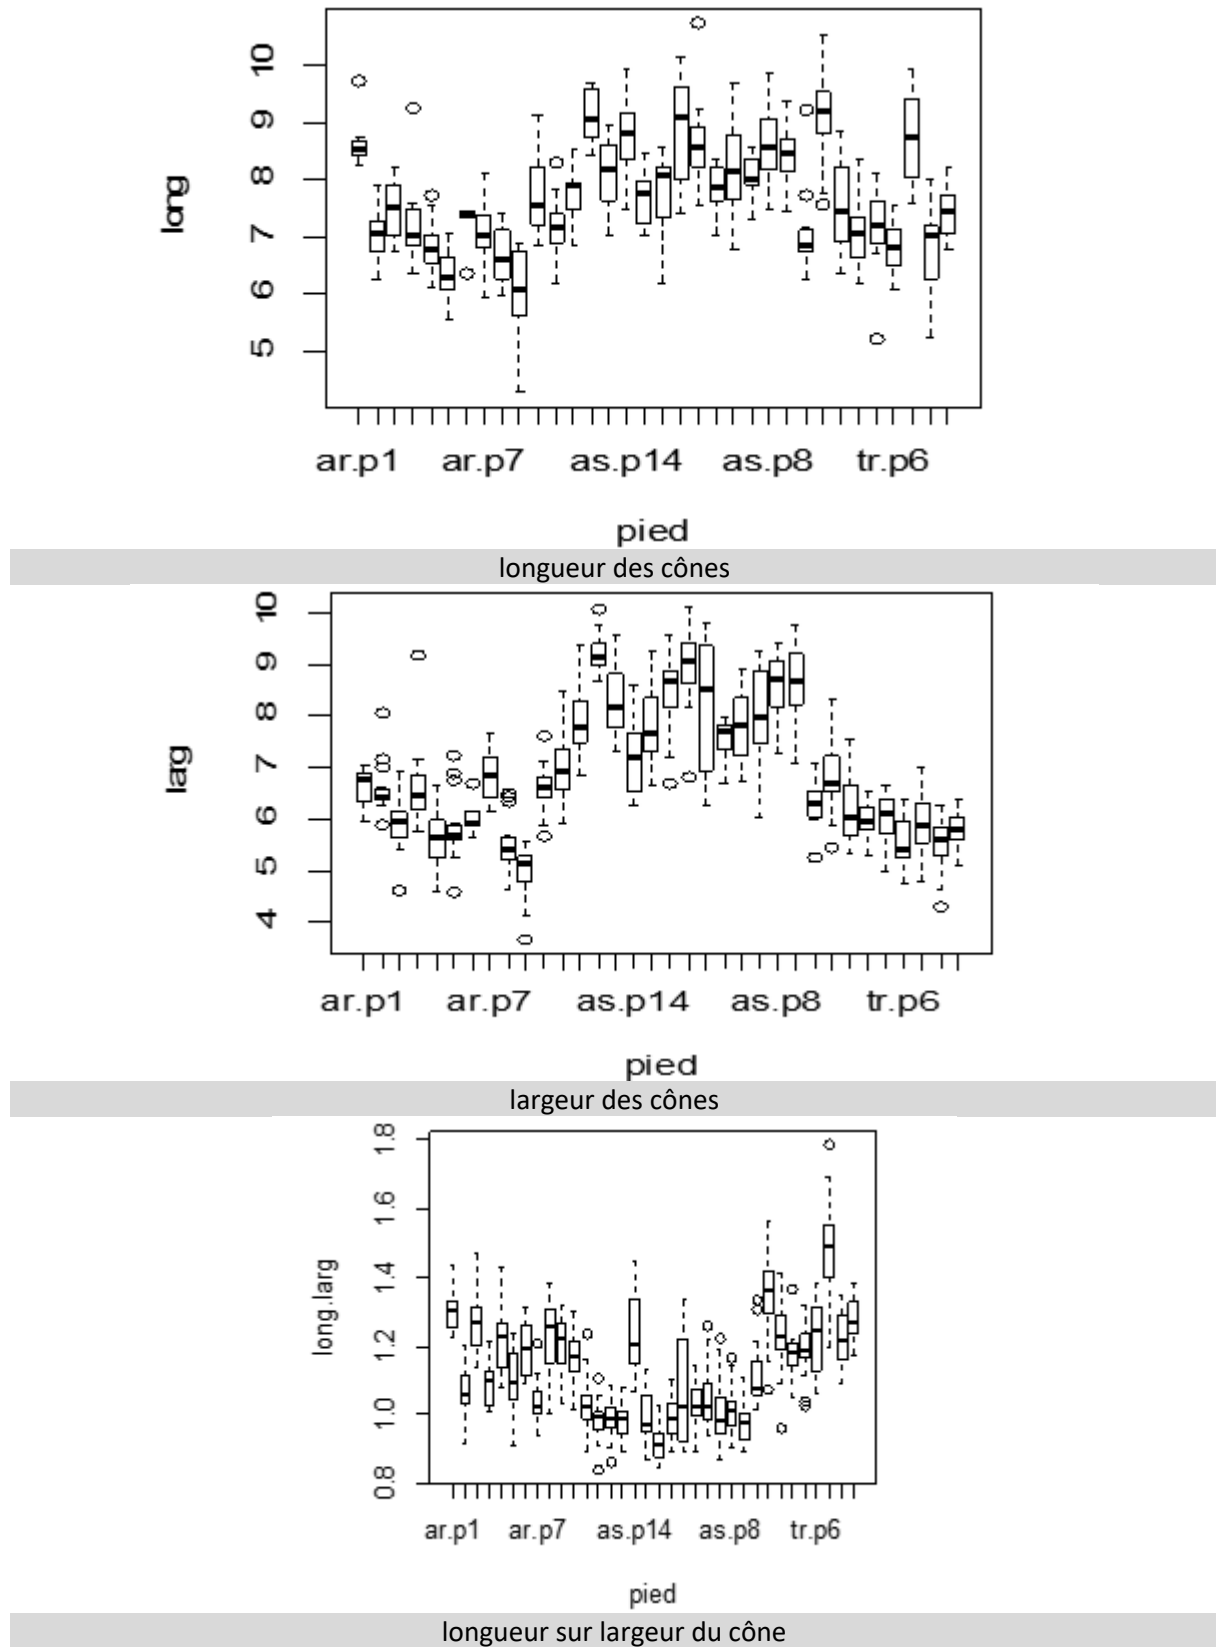 10
9
8
7
6
5
long
ar.p1 ar.p7 as.p14 as.p8 tr.p6
pied
longueur des cônes
10
9
8
7
6
5
4
larg
ar.p1 ar.p7 as.p14 as.p8 tr.p6
pied
largeur des cônes
1.8
1.6
1.4
1.2
1.0
0.8
long.larg
ar.p1 ar.p7 as.p14 as.p8 tr.p6
pied
longueur sur largeur du cône